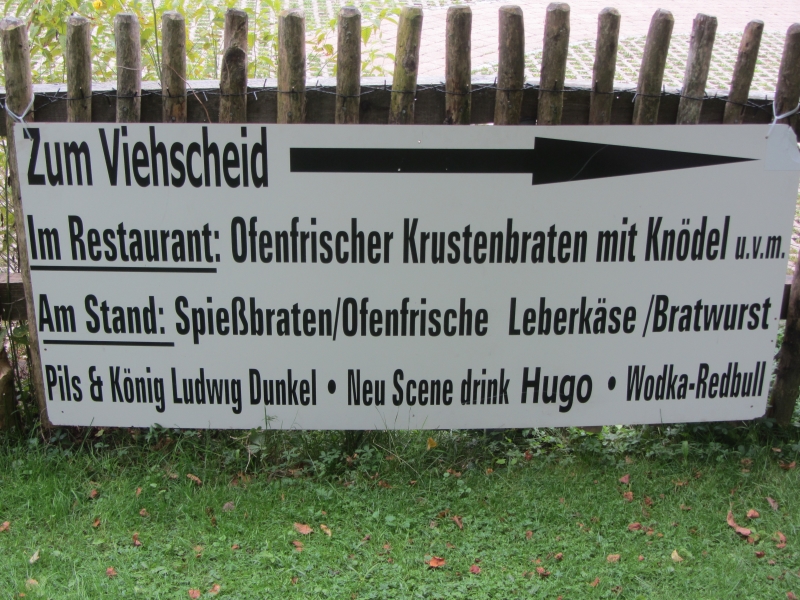 Zum Viehscheid
Im Restaurant: Ofenfrischer Krustenbraten mit Knödel u.v.m.
Am Stand: Spießbraten/Ofenfrische Leberkäse /Bratwurst
Pils & König Ludwig Dunkel • Neu Scene drink Hugo • Wodka-Redbull